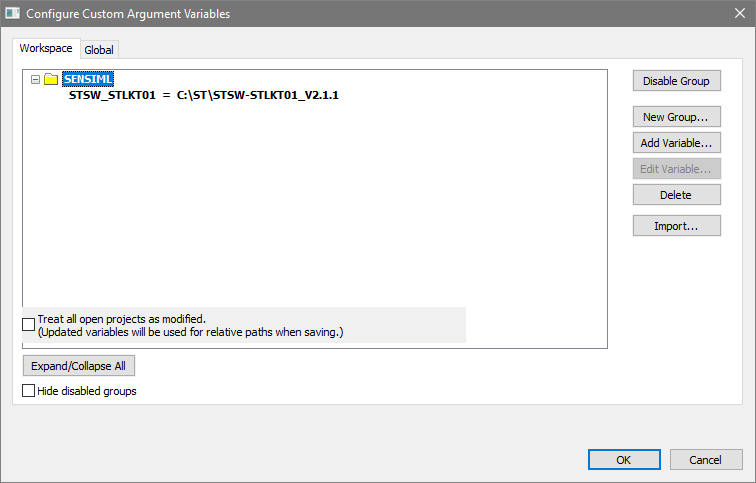 Configure Custom Argument Variables
Workspace
Global
SENSIML
STSW_STLKT01 = C:\ST\STSW-STLKT01_V2.1.1
Disable Group
New Group...
Add Variable...
Edit Variable...
Delete
Import...
Treat all open projects as modified.
(Updated variables will be used for relative paths when saving.)
Expand/Collapse All
Hide disabled groups
OK
Cancel